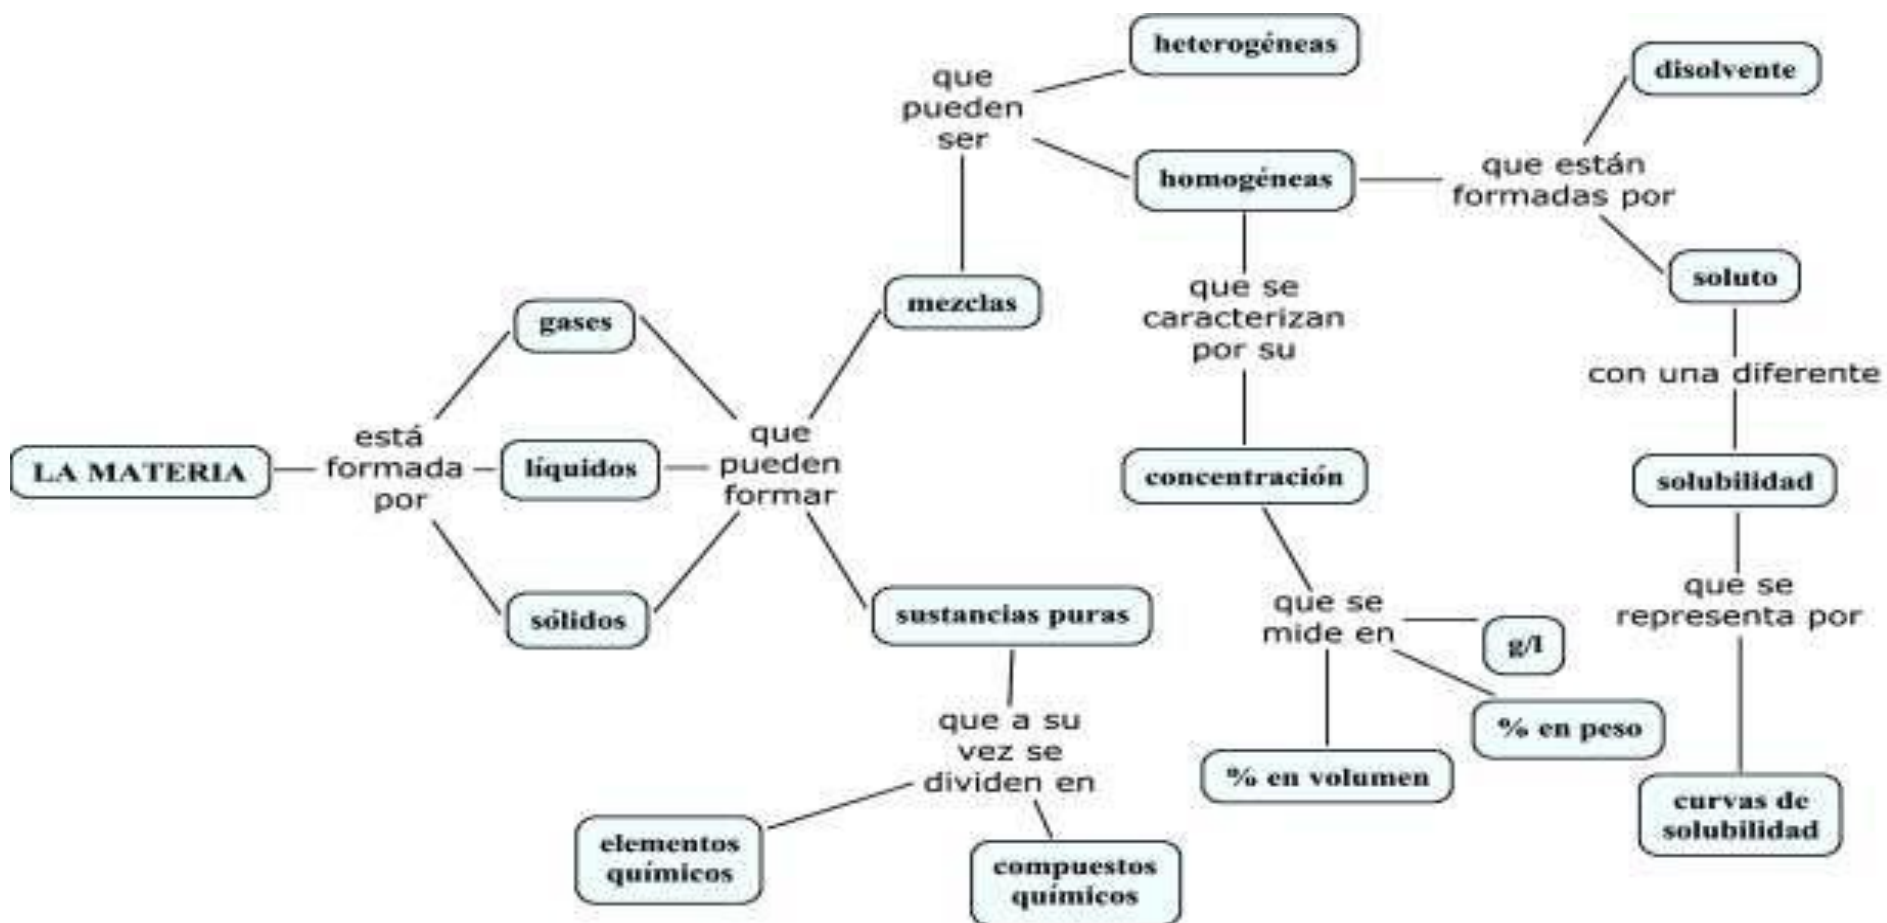 LA MATERIA
está
formada
por
gases
líquidos
sólidos
que
pueden
formar
mezclas
que
pueden
ser
heterogéneas
homogéneas
que están
formadas por
disolvente
soluto
con una diferente
solubilidad
que se
representa por
curvas de
solubilidad
que se
caracterizan
por su
concentración
que se
mide en
g/l
% en peso
% en volumen
sustancias puras
que a su
vez se
dividen en
elementos
químicos
compuestos
químicos